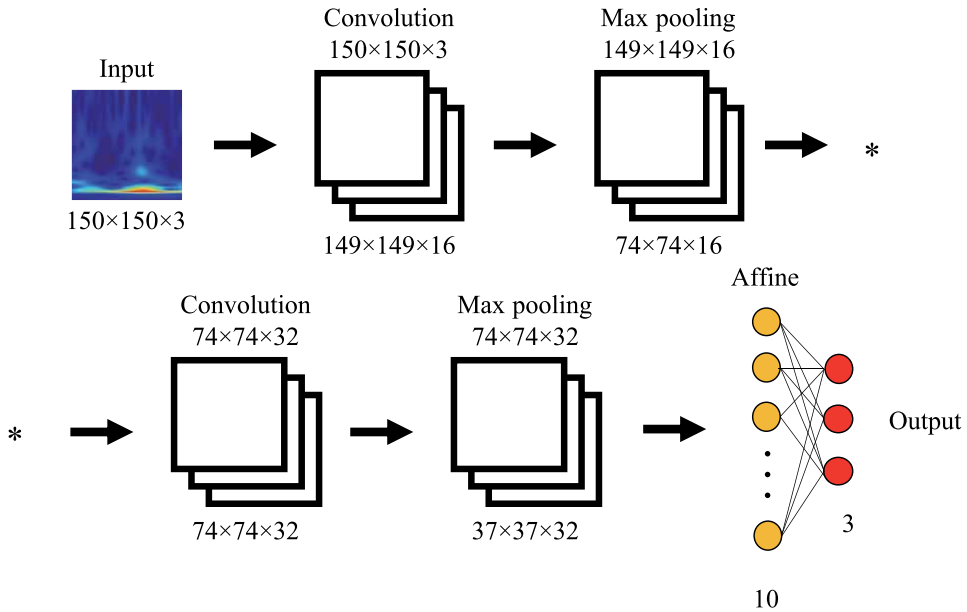 Input
150×150×3
Convolution
150×150×3
149×149×16
Max pooling
149×149×16
74×74×16
*
*
Convolution
74×74×32
74×74×32
Max pooling
74×74×32
37×37×32
Affine
10
3
Output